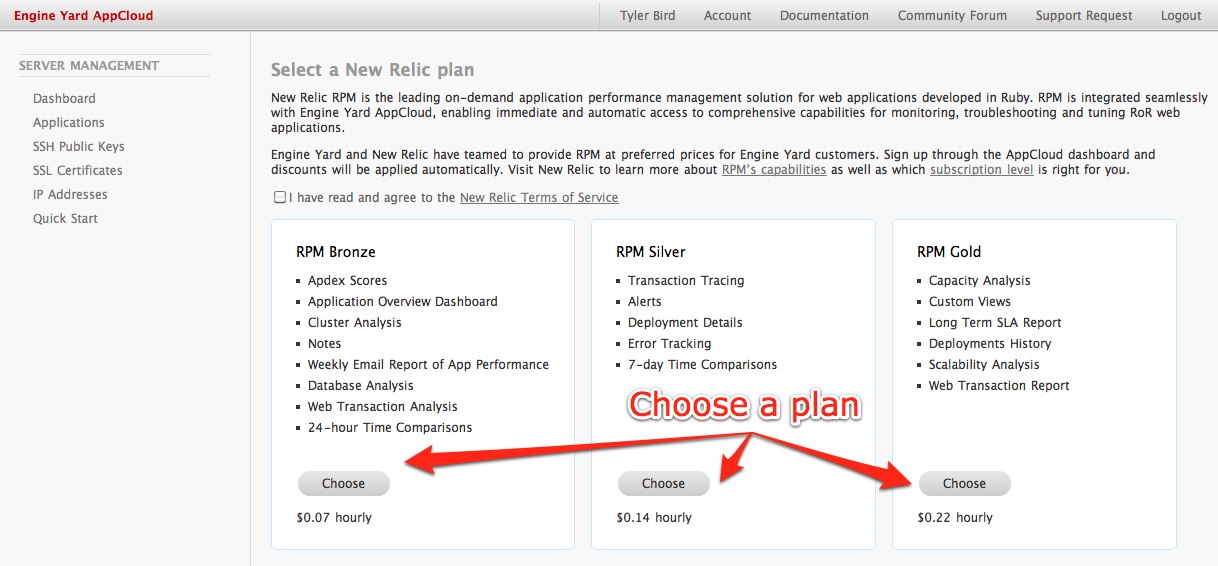 Engine Yard AppCloud
Tyler Bird Account Documentation Community Forum Support Request Logout
SERVER MANAGEMENT
Dashboard
Applications
SSH Public Keys
SSL Certificates
IP Addresses
Quick Start
Select a New Relic plan
New Relic RPM is the leading on-demand application performance management solution for web applications developed in Ruby. RPM is integrated seamlessly
with Engine Yard AppCloud, enabling immediate and automatic access to comprehensive capabilities for monitoring, troubleshooting and tuning RoR web
applications.
Engine Yard and New Relic have teamed to provide RPM at preferred prices for Engine Yard customers. Sign up through the AppCloud dashboard and
discounts will be applied automatically. Visit New Relic to learn more about RPM's capabilities as well as which subscription level is right for you.
I have read and agree to the New Relic Terms of Service
RPM Bronze
Apdex Scores
Application Overview Dashboard
Cluster Analysis
Notes
Weekly Email Report of App Performance
Database Analysis
Web Transaction Analysis
24-hour Time Comparisons
Choose
$0.07 hourly
RPM Silver
Transaction Tracing
Alerts
Deployment Details
Error Tracking
7-day Time Comparisons
Choose a plan
Choose
$0.14 hourly
RPM Gold
Capacity Analysis
Custom Views
Long Term SLA Report
Deployments History
Scalability Analysis
Web Transaction Report
Choose
$0.22 hourly